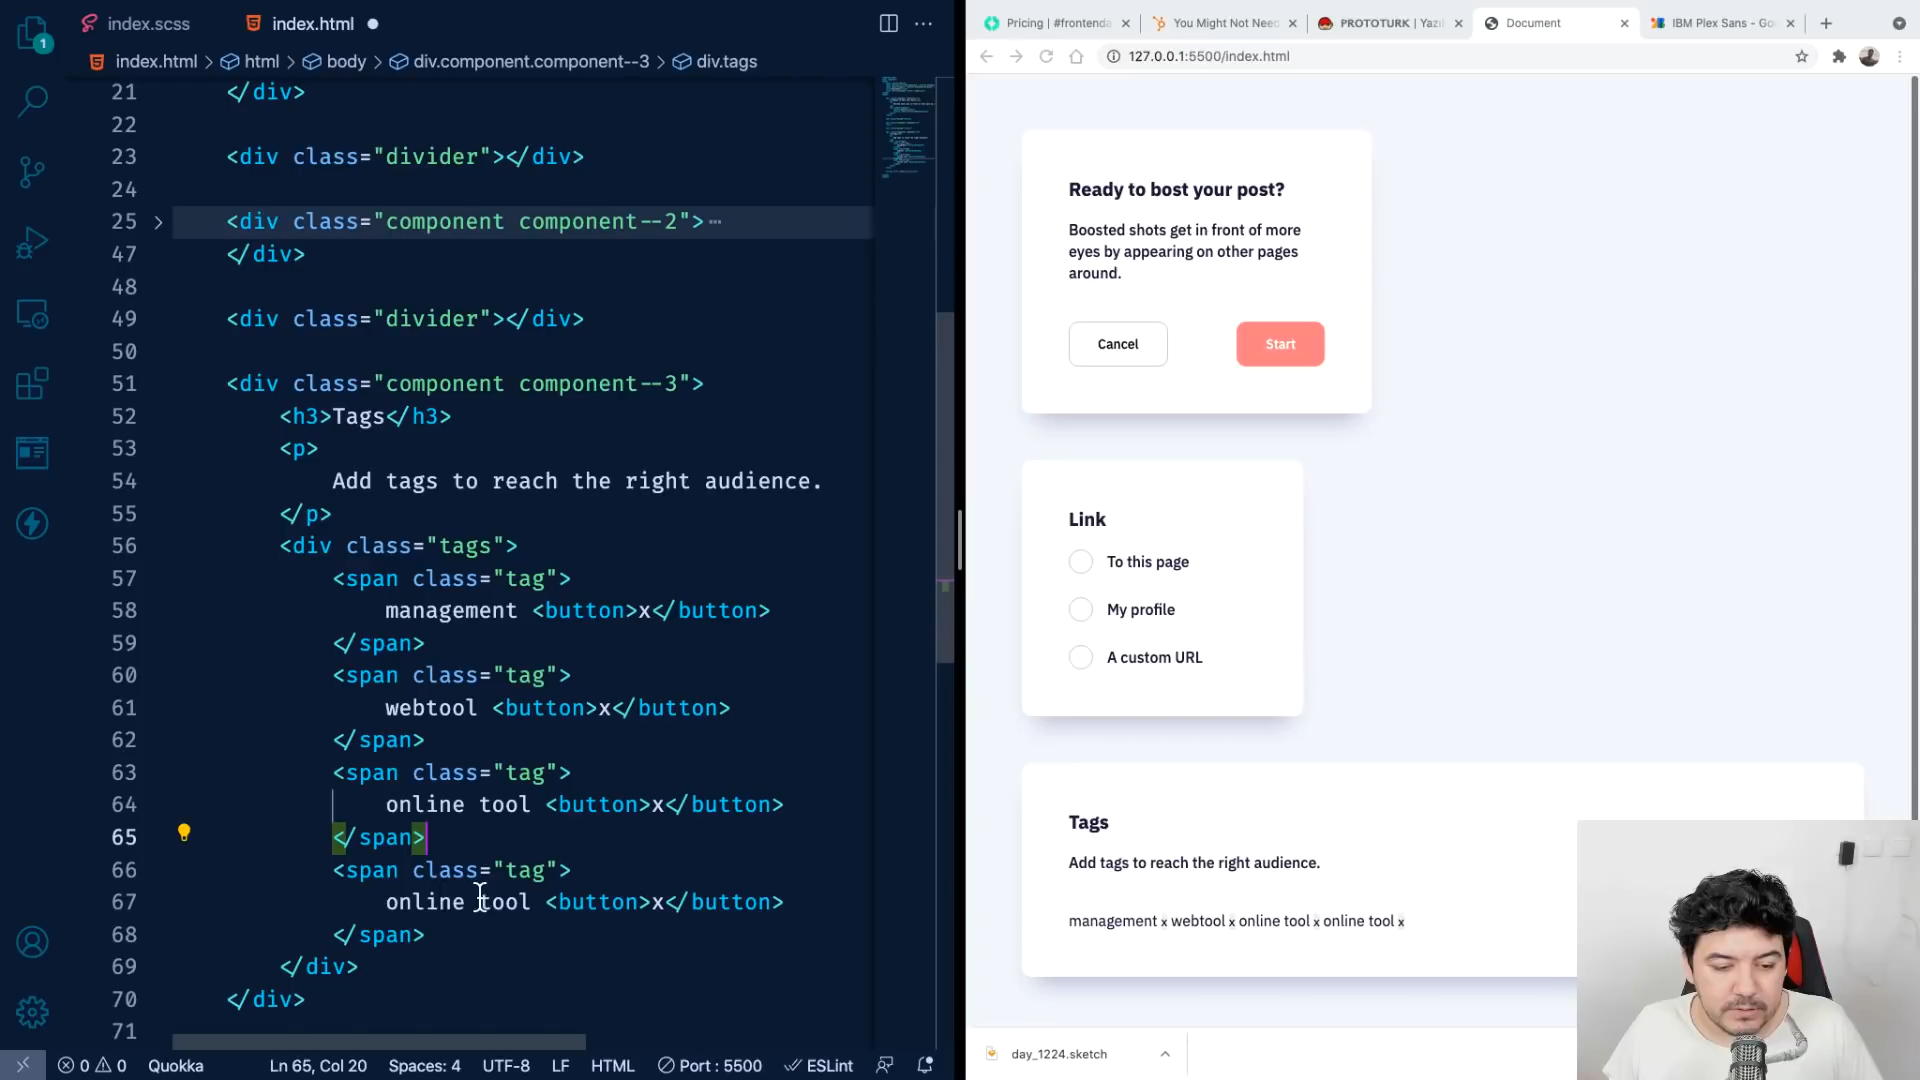 index.scss
index.html
index.html > html > body > div.component.component--3 > div.tags
21 </div>
22
23 <div class="divider"></div>
24
25 <div class="component component--2"> ⋯
47 </div>
48
49 <div class="divider"></div>
50
51 <div class="component component--3">
52 <h3>Tags</h3>
53 <p>
54 Add tags to reach the right audience.
55 </p>
56 <div class="tags">
57 <span class="tag">
58 management <button>x</button>
59 </span>
60 <span class="tag">
61 webtool <button>x</button>
62 </span>
63 <span class="tag">
64 online tool <button>x</button>
65 </span>
66 <span class="tag">
67 online tool <button>x</button>
68 </span>
69 </div>
70 </div>
71
1
0 0 Quokka Ln 65, Col 20 Spaces: 4 UTF-8 LF HTML Port : 5500 ESLint
Pricing | #frontenda
You Might Not Need
PROTOTURK | Yazıl
Document
IBM Plex Sans - Goo
127.0.0.1:5500/index.html
Ready to bost your post?
Boosted shots get in front of more
eyes by appearing on other pages
around.
Cancel
Start
Link
To this page
My profile
A custom URL
Tags
Add tags to reach the right audience.
management x webtool x online tool x online tool x
day_1224.sketch